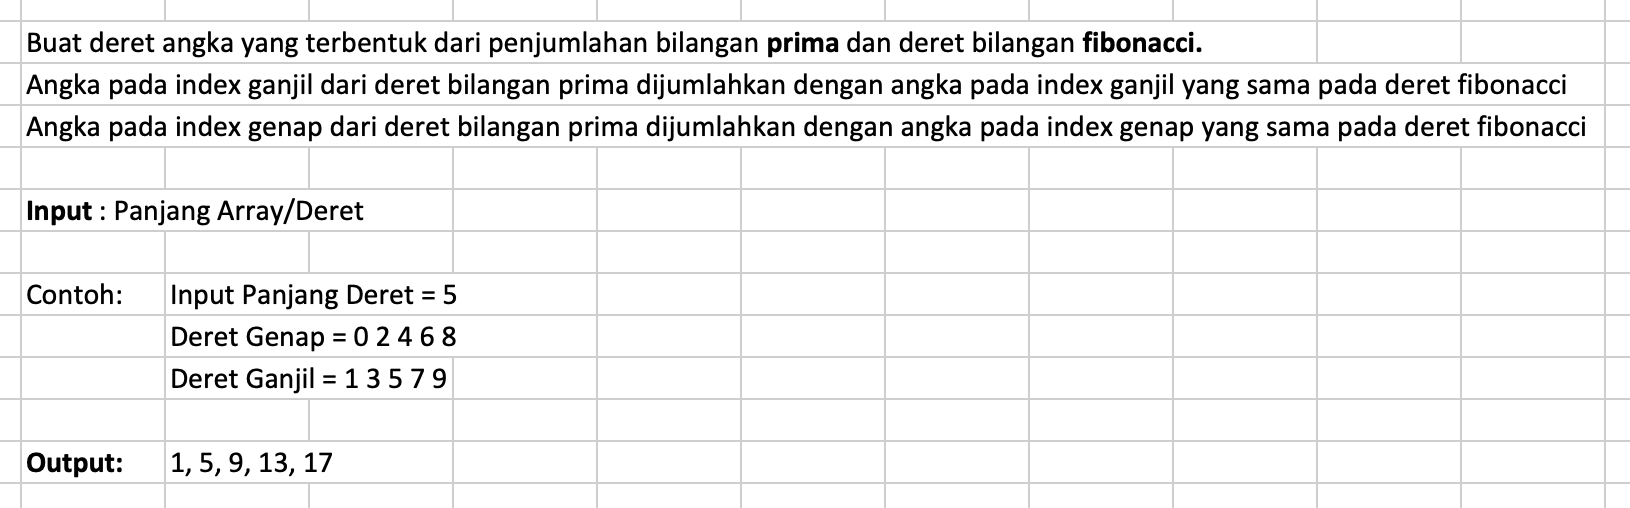 Buat deret angka yang terbentuk dari penjumlahan bilangan prima dan deret bilangan fibonacci.
Angka pada index ganjil dari deret bilangan prima dijumlahkan dengan angka pada index ganjil yang sama pada deret fibonacci
Angka pada index genap dari deret bilangan prima dijumlahkan dengan angka pada index genap yang sama pada deret fibonacci
Input : Panjang Array/Deret
Contoh: Input Panjang Deret = 5
Deret Genap = 0 2 4 6 8
Deret Ganjil = 1 3 5 7 9
Output: 1, 5, 9, 13, 17